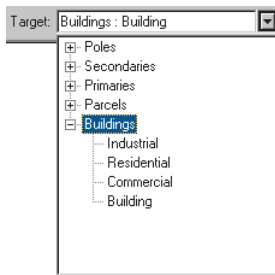 Target: Buildings : Building
Poles
Secondaries
Primaries
Parcels
Buildings
Industrial
Residential
Commercial
Building